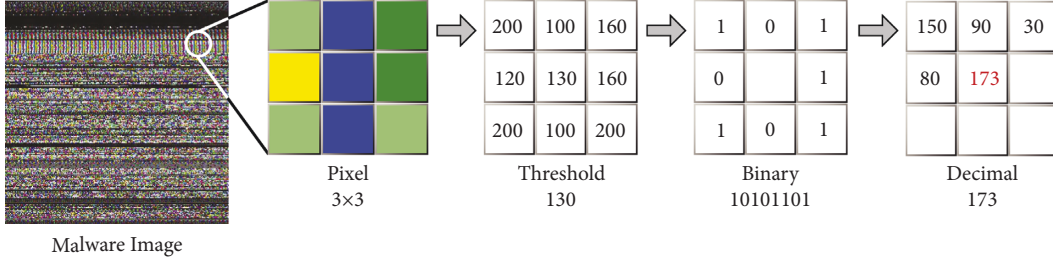 200 100 160
1 0 1
150 90 30
120 130 160
0 1
80 173
200 100 200
1 0 1
Pixel
3×3
Threshold
130
Binary
10101101
Decimal
173
Malware Image